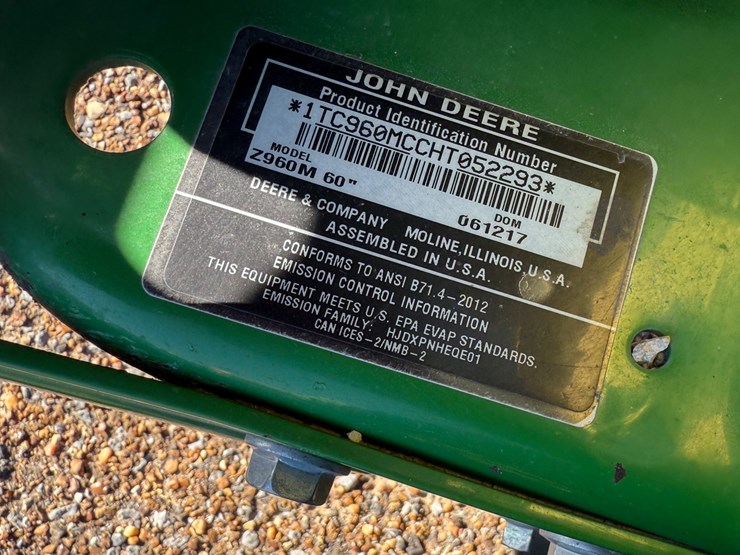 JOHN DEERE
Product Identification Number
*1TC960MCCHT052293*
MODEL DOM
Z960M 60" 061217
DEERE & COMPANY MOLINE, ILLINOIS, U.S.A.
ASSEMBLED IN U.S.A.
CONFORMS TO ANSI B71.4-2012
EMISSION CONTROL INFORMATION
THIS EQUIPMENT MEETS U.S. EPA EVAP STANDARDS.
EMISSION FAMILY: HJDXPNHEQE01
CAN ICES-2/NMB-2